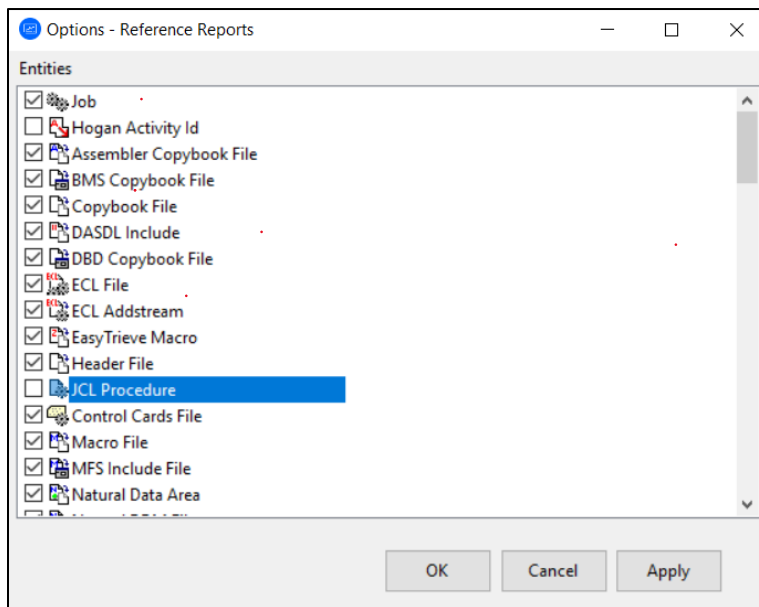 Options - Reference Reports
Entities
Job
Hogan Activity Id
Assembler Copybook File
BMS Copybook File
Copybook File
DASDL Include
DBD Copybook File
ECL File
ECL Addstream
EasyTrieve Macro
Header File
JCL Procedure
Control Cards File
Macro File
MFS Include File
Natural Data Area
OK Cancel Apply